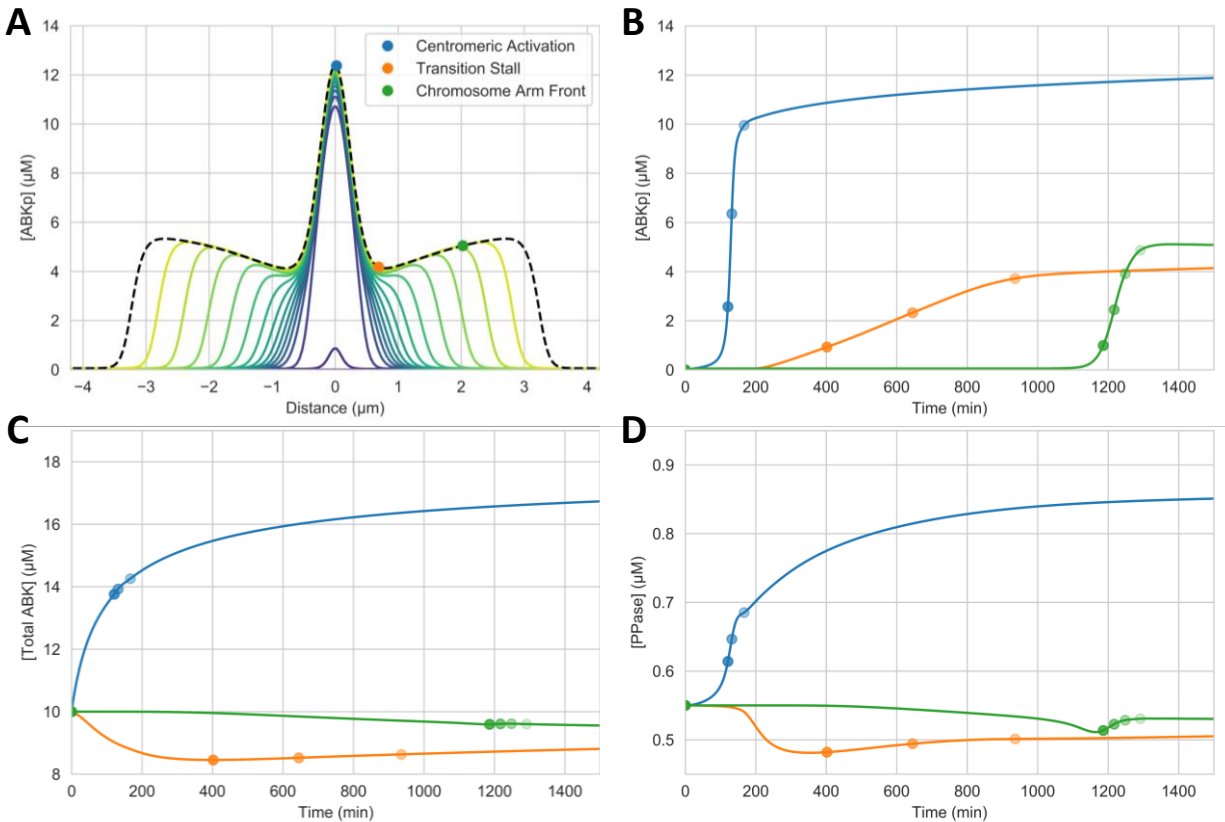 A
14
12
10
8
6
4
2
0
[ABKp] (μM)
Centromeric Activation
Transition Stall
Chromosome Arm Front
−4 −3 −2 −1 0 1 2 3 4
Distance (μm)
B
14
12
10
8
6
4
2
0
[ABKp] (μM)
0 200 400 600 800 1000 1200 1400
Time (min)
C
18
16
14
12
10
8
[Total ABK] (μM)
0 200 400 600 800 1000 1200 1400
Time (min)
D
0.9
0.8
0.7
0.6
0.5
[PPase] (μM)
0 200 400 600 800 1000 1200 1400
Time (min)